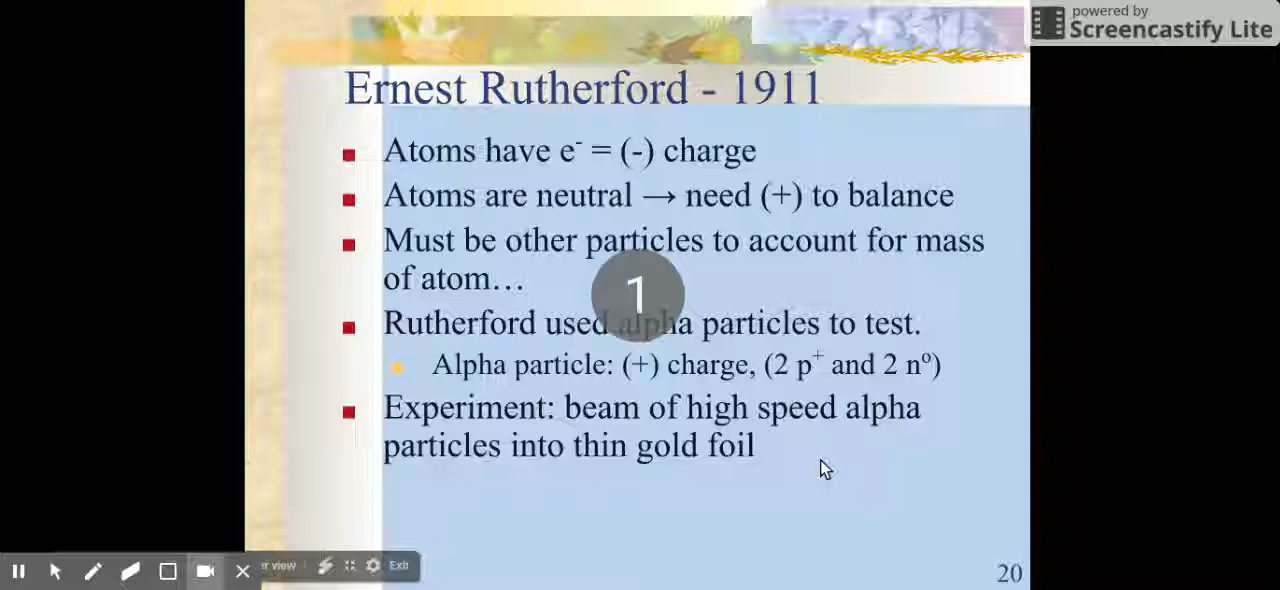 powered by
Screencastify Lite
Ernest Rutherford - 1911
Atoms have e⁻ = (-) charge
Atoms are neutral → need (+) to balance
Must be other particles to account for mass
of atom…
1
Rutherford used alpha particles to test.
Alpha particle: (+) charge, (2 p⁺ and 2 nº)
Experiment: beam of high speed alpha
particles into thin gold foil
view Exit
20